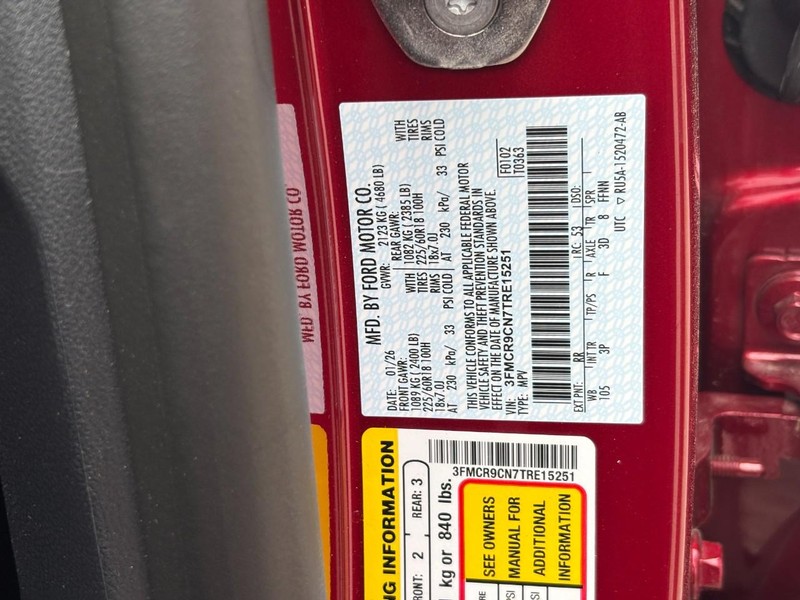 MFD. BY FORD MOTOR CO.
DATE: 01/26
GVWR: 2123 KG ( 4680 LB)
FRONT GAWR:
1089 KG ( 2400 LB)
WITH
225/60R18 100H
TIRES
18x7.0J
RIMS
AT 230 kPa/ 33 PSI COLD
REAR GAWR:
1082 KG ( 2385 LB)
WITH
225/60R18 100H
TIRES
18x7.0J
RIMS
AT 230 kPa/ 33 PSI COLD
THIS VEHICLE CONFORMS TO ALL APPLICABLE FEDERAL MOTOR
VEHICLE SAFETY AND THEFT PREVENTION STANDARDS IN
EFFECT ON THE DATE OF MANUFACTURE SHOWN ABOVE.
VIN: 3FMCR9CN7TRE15251
TYPE: MPV
F0102
T0363
EXT PNT: RR RC: 53 DSO:
WB INT TR TP/PS R AXLE TR SPR
105 3P F 3D 8 FFMN
UTC ▽ RU5A-1520472-AB
NG INFORMATION
RONT: 2 REAR: 3
kg or 840 lbs.
3FMCR9CN7TRE15251
SEE OWNERS
MANUAL FOR
ADDITIONAL
INFORMATION
MFD. BY FORD MOTOR CO